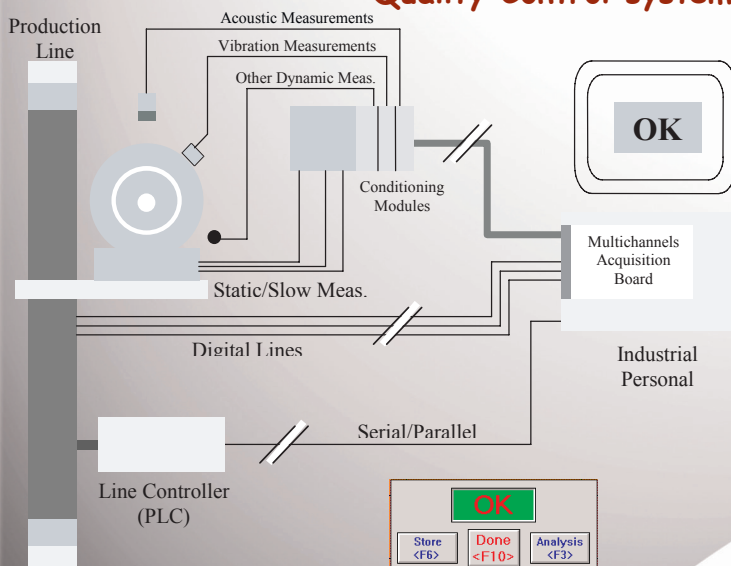 Quality Control System
Production
Line
Acoustic Measurements
Vibration Measurements
Other Dynamic Meas.
OK
Conditioning
Modules
Multichannels
Acquisition
Board
Static/Slow Meas.
Digital Lines
Industrial
Personal
Serial/Parallel
Line Controller
(PLC)
OK
Store
<F6>
Done
<F10>
Analysis
<F3>